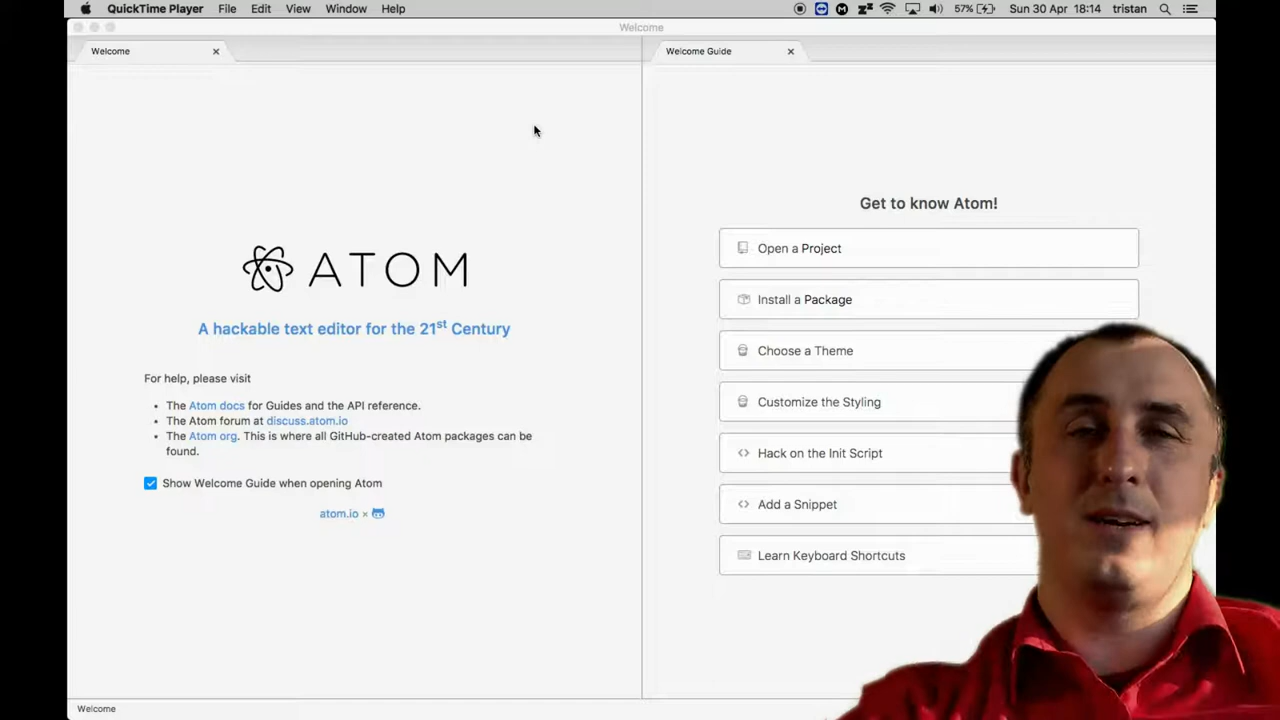 QuickTime Player File Edit View Window Help 57% Sun 30 Apr 18:14 tristan
Welcome
Welcome
Welcome Guide
ATOM
A hackable text editor for the 21st Century
For help, please visit
• The Atom docs for Guides and the API reference.
• The Atom forum at discuss.atom.io
• The Atom org. This is where all GitHub-created Atom packages can be
found.
Show Welcome Guide when opening Atom
atom.io ×
Get to know Atom!
Open a Project
Install a Package
Choose a Theme
Customize the Styling
Hack on the Init Script
Add a Snippet
Learn Keyboard Shortcuts
Welcome